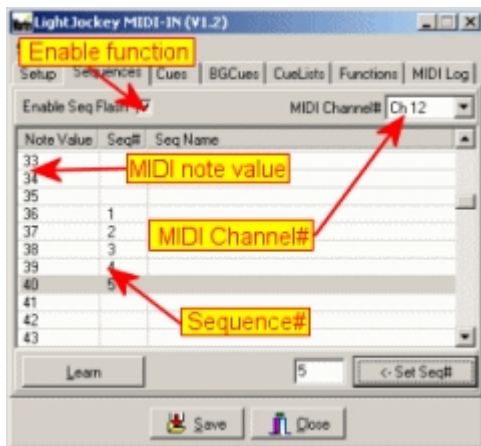 LightJockey MIDI-IN (V1.2)
Enable function
Setup Sequences Cues BGCues CueLists Functions MIDI Log
Enable Seq Flash MIDI Channel# Ch 12
Note Value Seq# Seq Name
33
MIDI note value
34
35
36 1
37 2
MIDI Channel#
38 3
39 4
40 5
41
42
Sequence#
43
Learn 5 <- Set Seq#
Save Close